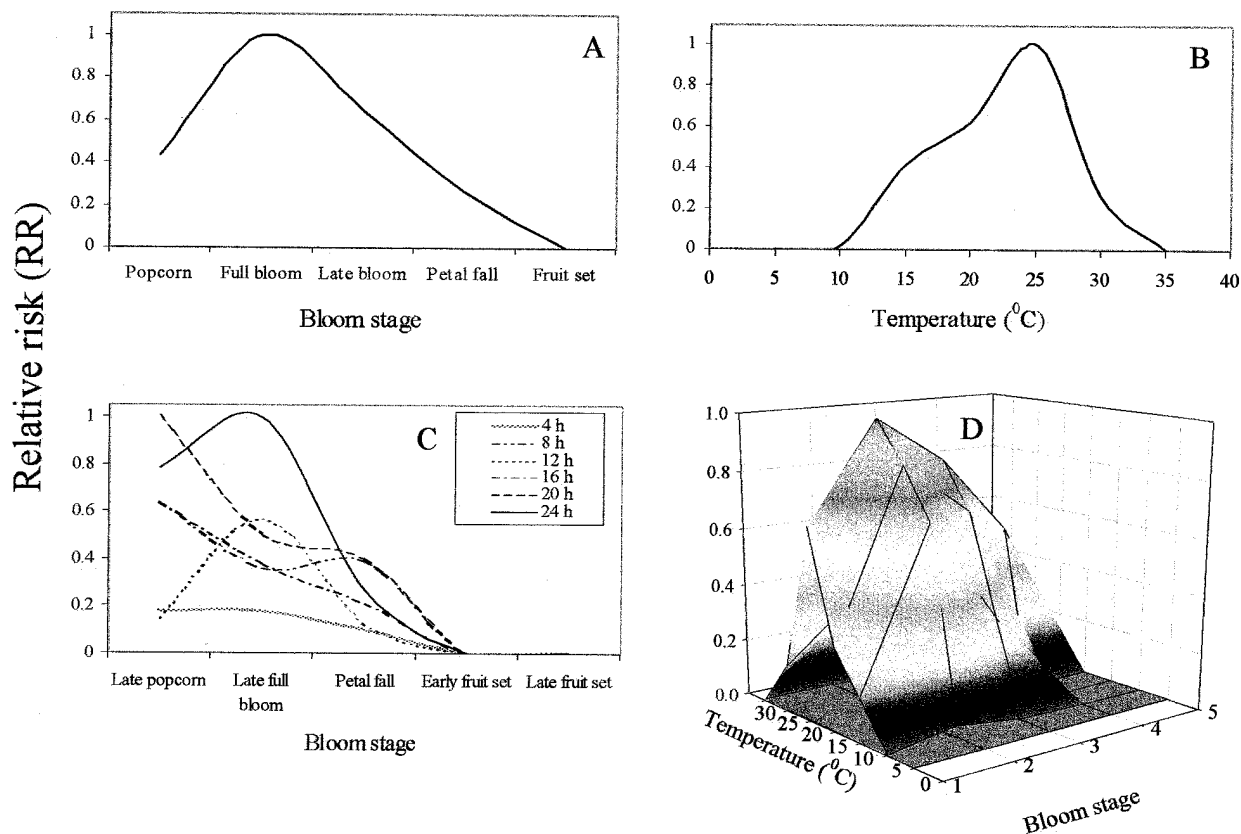 Relative risk (RR)
A
1
0.8
0.6
0.4
0.2
0
Popcorn Full bloom Late bloom Petal fall Fruit set
Bloom stage
B
1
0.8
0.6
0.4
0.2
0
0 5 10 15 20 25 30 35 40
Temperature (⁰C)
C
1
0.8
0.6
0.4
0.2
0
4 h
8 h
12 h
16 h
20 h
24 h
Late popcorn Late full Petal fall Early fruit set Late fruit set
bloom
Bloom stage
D
1.0
0.8
0.6
0.4
0.2
0.0
30 25 20 15 10 5 0
Temperature (⁰C)
1 2 3 4 5
Bloom stage